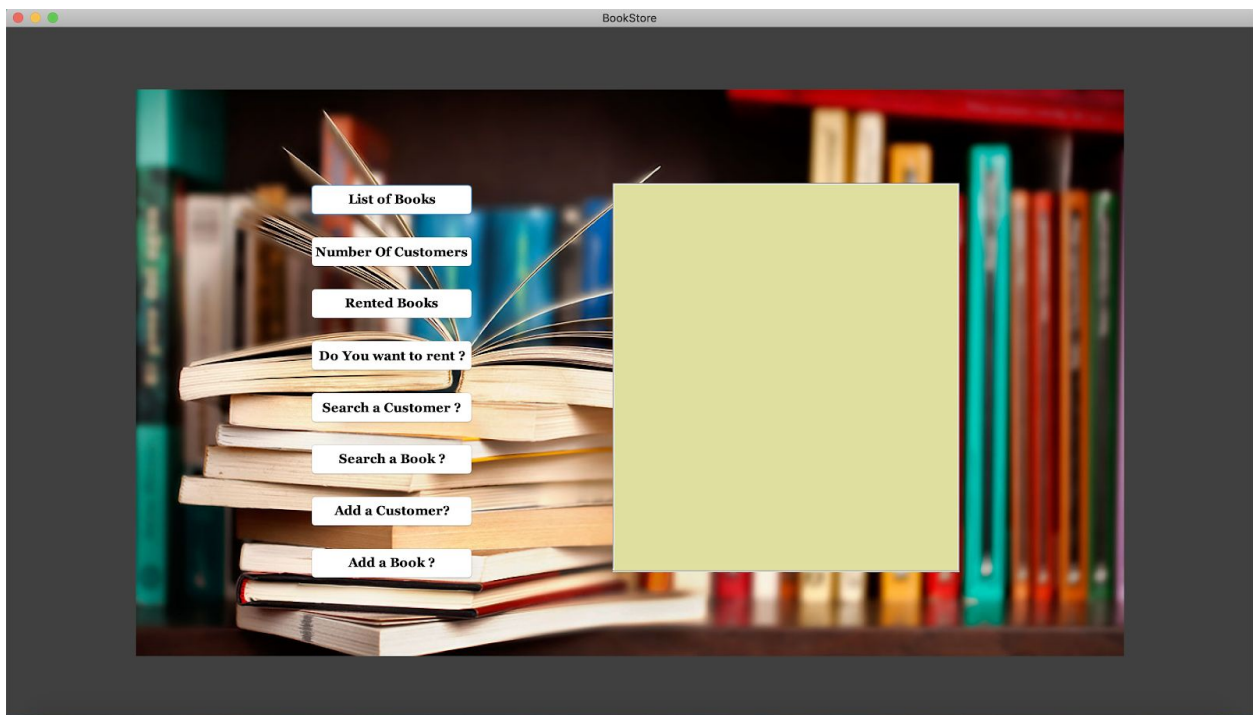 BookStore
List of Books
Number Of Customers
Rented Books
Do You want to rent ?
Search a Customer ?
Search a Book ?
Add a Customer?
Add a Book ?